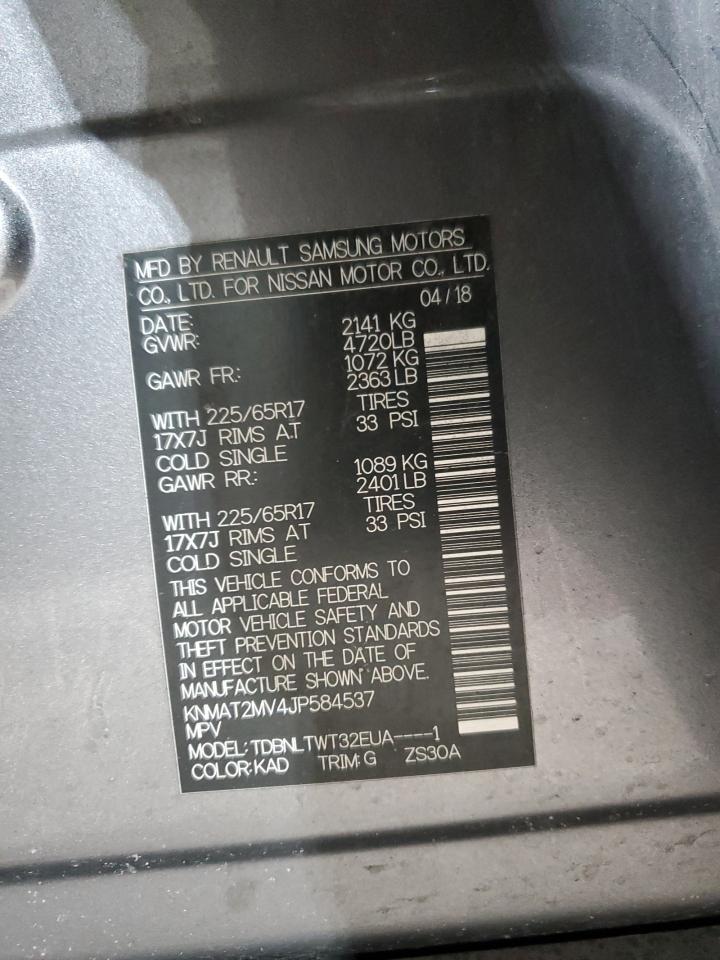 MFD BY RENAULT SAMSUNG MOTORS
CO., LTD. FOR NISSAN MOTOR CO., LTD.
DATE: 04/18
GVWR: 2141 KG
4720LB
GAWR FR.: 1072 KG
2363LB
WITH 225/65R17 TIRES
17X7J RIMS AT 33 PSI
COLD SINGLE
GAWR RR.: 1089 KG
2401LB
WITH 225/65R17 TIRES
17X7J RIMS AT 33 PSI
COLD SINGLE
THIS VEHICLE CONFORMS TO
ALL APPLICABLE FEDERAL
MOTOR VEHICLE SAFETY AND
THEFT PREVENTION STANDARDS
IN EFFECT ON THE DATE OF
MANUFACTURE SHOWN ABOVE.
KNMAT2MV4JP584537
MPV
MODEL: TDBNLTWT32EUA----1
COLOR: KAD TRIM: G ZS30A